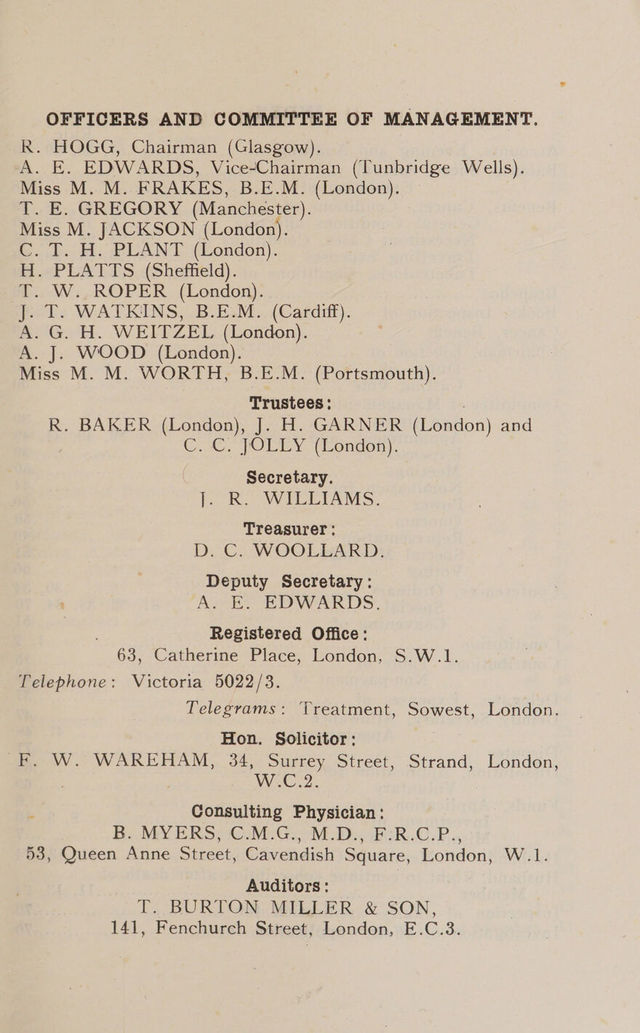 OFFICERS AND COMMITTEE OF MANAGEMENT.
R. HOGG, Chairman (Glasgow).
A. E. EDWARDS, Vice-Chairman (Tunbridge Wells).
Miss M. M. FRAKES, B.E.M. (London).
T. E. GREGORY (Manchester).
Miss M. JACKSON (London).
C. T. H. PLANT (London).
H. PLATTS (Sheffield).
T. W. ROPER (London).
J. T. WATKINS, B.E.M. (Cardiff).
A. G. H. WEITZEL (London).
A. J. WOOD (London).
Miss M. M. WORTH, B.E.M. (Portsmouth).
Trustees:
R. BAKER (London), J. H. GARNER (London) and
C. C. JOLLY (London).
Secretary.
J. R. WILLIAMS.
Treasurer:
D. C. WOOLLARD.
Deputy Secretary:
A. E. EDWARDS.
Registered Office:
63, Catherine Place, London, S.W.1.
Telephone: Victoria 5022/3.
Telegrams: Treatment, Sowest, London.
Hon. Solicitor:
F. W. WAREHAM, 34, Surrey Street, Strand, London,
W.C.2.
Consulting Physician:
B. MYERS, C.M.G., M.D., F.R.C.P.,
53, Queen Anne Street, Cavendish Square, London, W.1.
Auditors:
T. BURTON MILLER & SON,
141, Fenchurch Street, London, E.C.3.